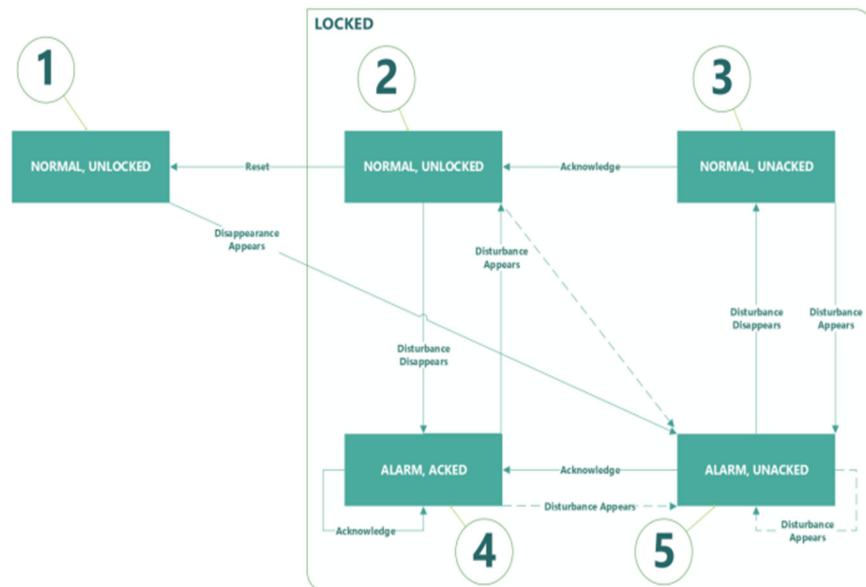 LOCKED
1
2
3
NORMAL, UNLOCKED
Reset
NORMAL, UNLOCKED
Acknowledge
NORMAL, UNACKED
Disappearance
Appears
Disturbance
Appears
Disturbance
Disappears
Disturbance
Appears
Disturbance
Disappears
ALARM, ACKED
Acknowledge
ALARM, UNACKED
Disturbance Appears
Acknowledge
Disturbance
Appears
4
5